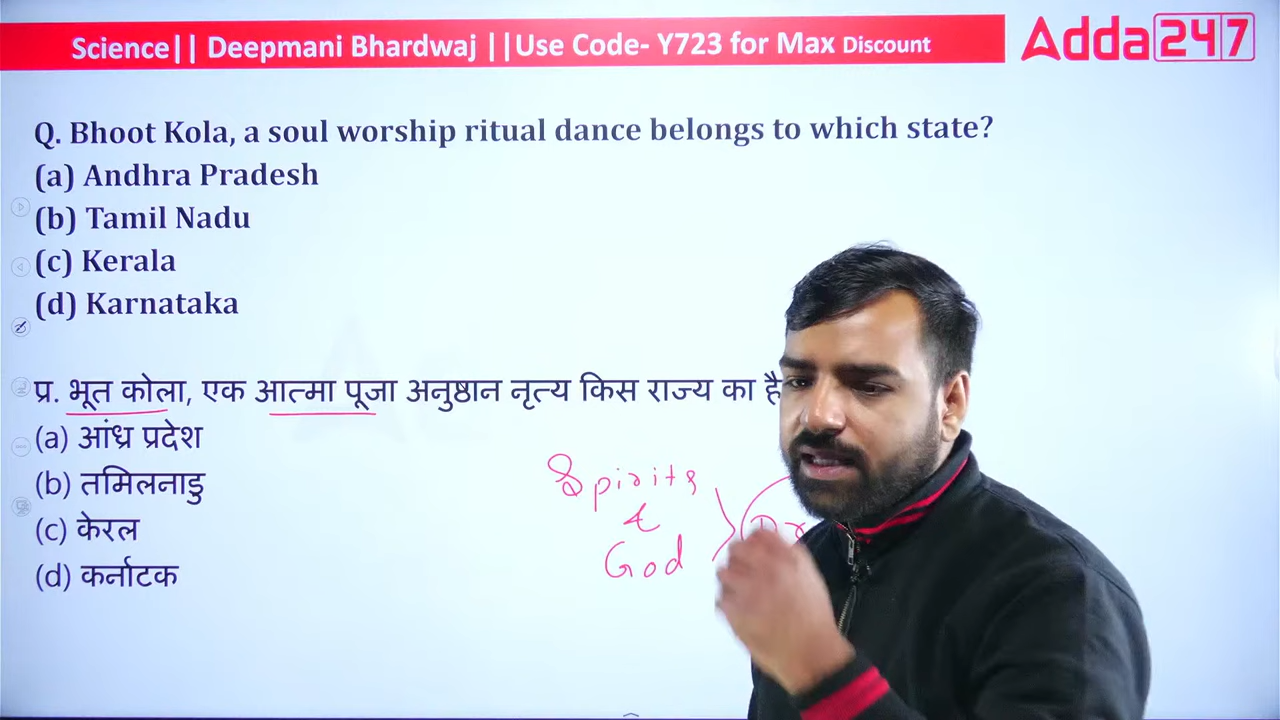 Science|| Deepmani Bhardwaj ||Use Code- Y723 for Max Discount
Adda247
Q. Bhoot Kola, a soul worship ritual dance belongs to which state?
(a) Andhra Pradesh
(b) Tamil Nadu
(c) Kerala
(d) Karnataka
प्र. भूत कोला, एक आत्मा पूजा अनुष्ठान नृत्य किस राज्य का है
(a) आंध्र प्रदेश
(b) तमिलनाडु
(c) केरल
(d) कर्नाटक
Spirits
&
God